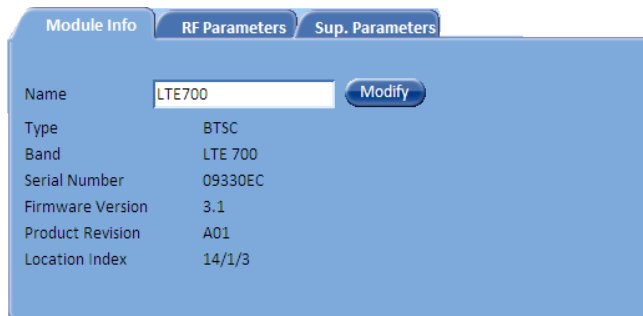 Module Info RF Parameters Sup. Parameters
Name LTE700 Modify
Type BTSC
Band LTE 700
Serial Number 09330EC
Firmware Version 3.1
Product Revision A01
Location Index 14/1/3